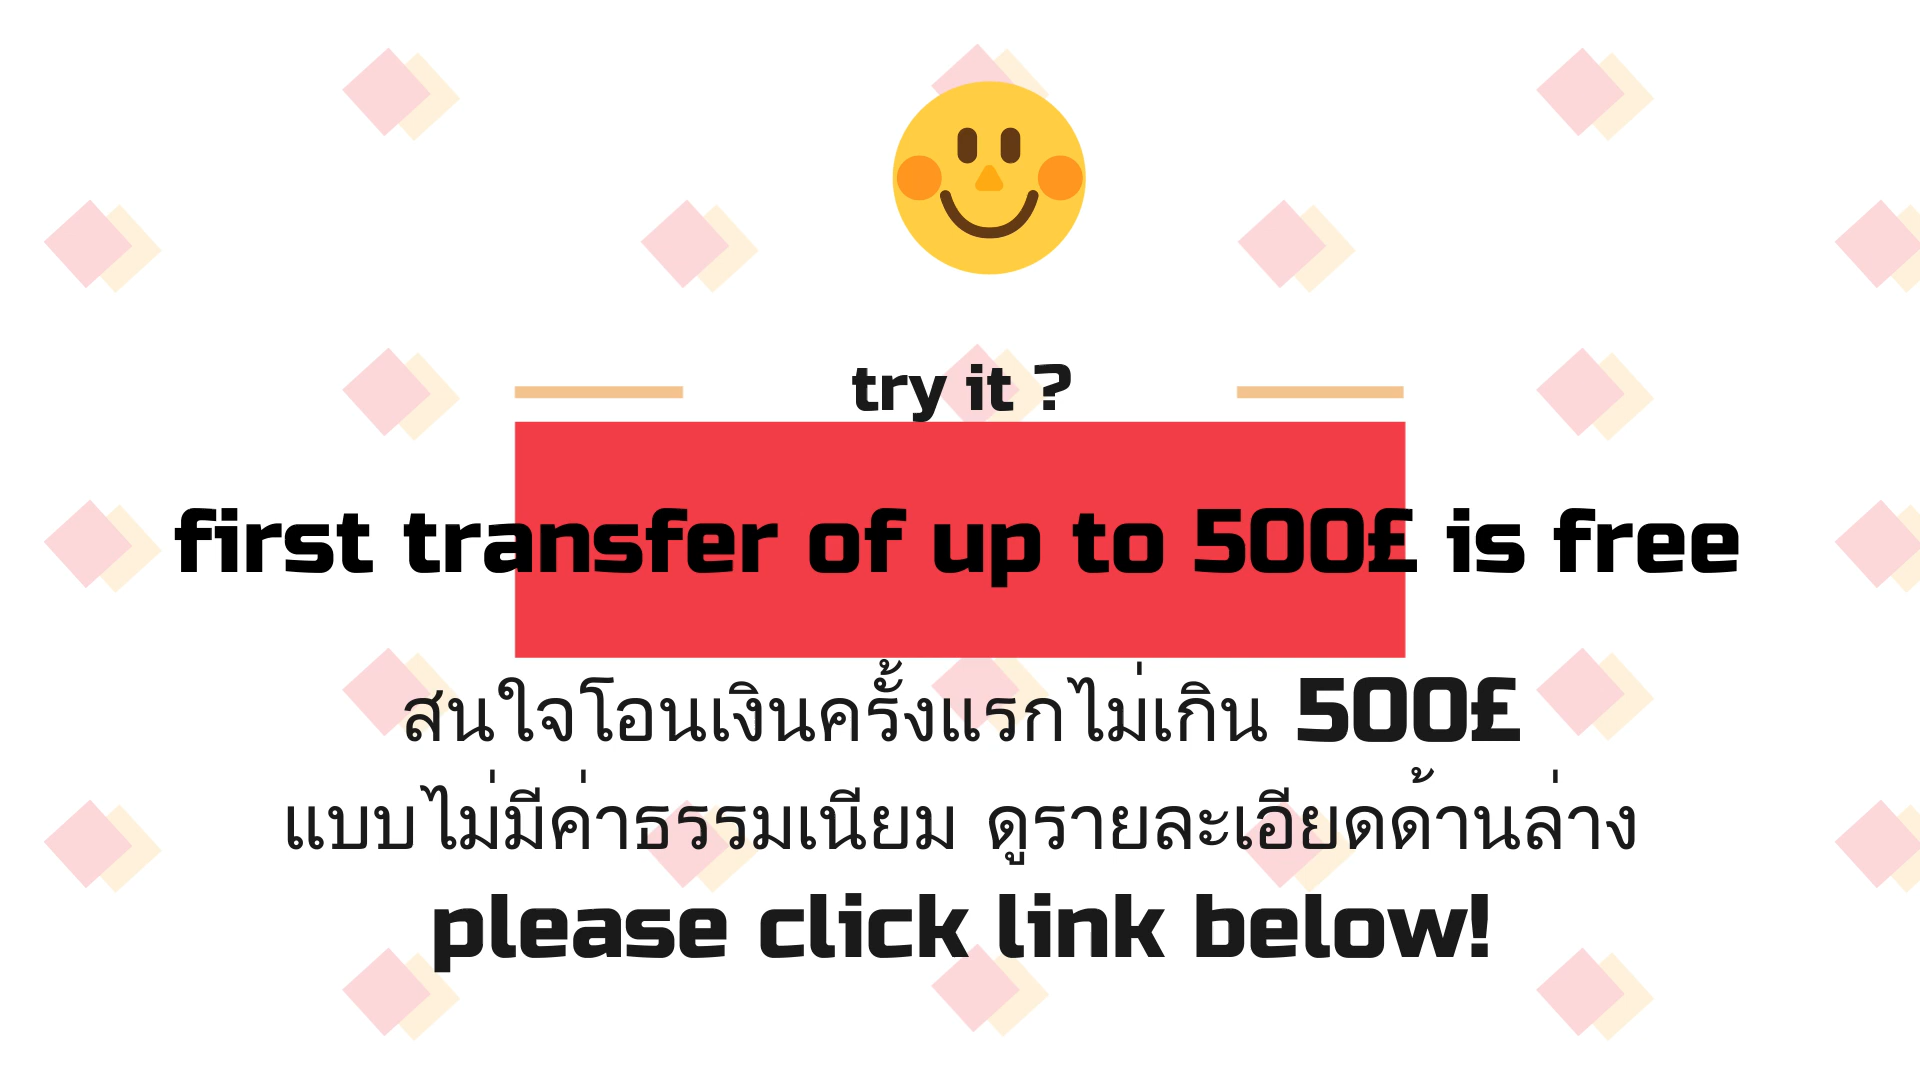 try it ?
first transfer of up to 500£ is free
สนใจโอนเงินครั้งแรกไม่เกิน 500£
แบบไม่มีค่าธรรมเนียม ดูรายละเอียดด้านล่าง
please click link below!